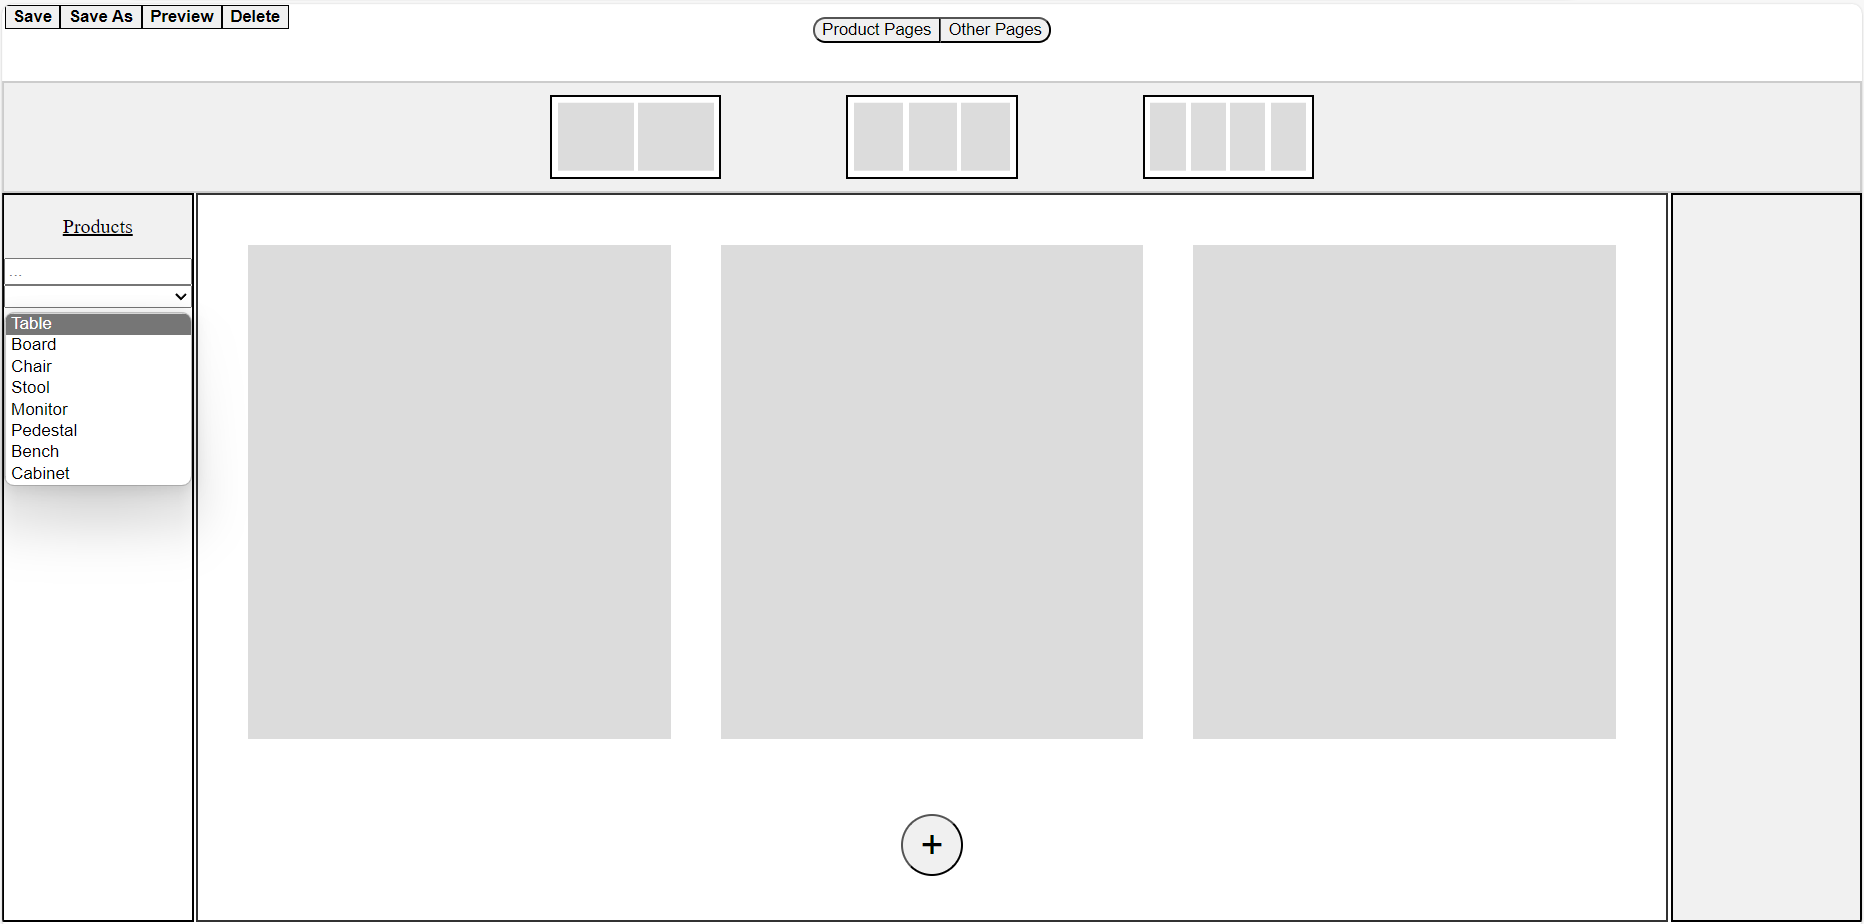 Save Save As Preview Delete
Product Pages Other Pages
Products
...
Table
Board
Chair
Stool
Monitor
Pedestal
Bench
Cabinet
+